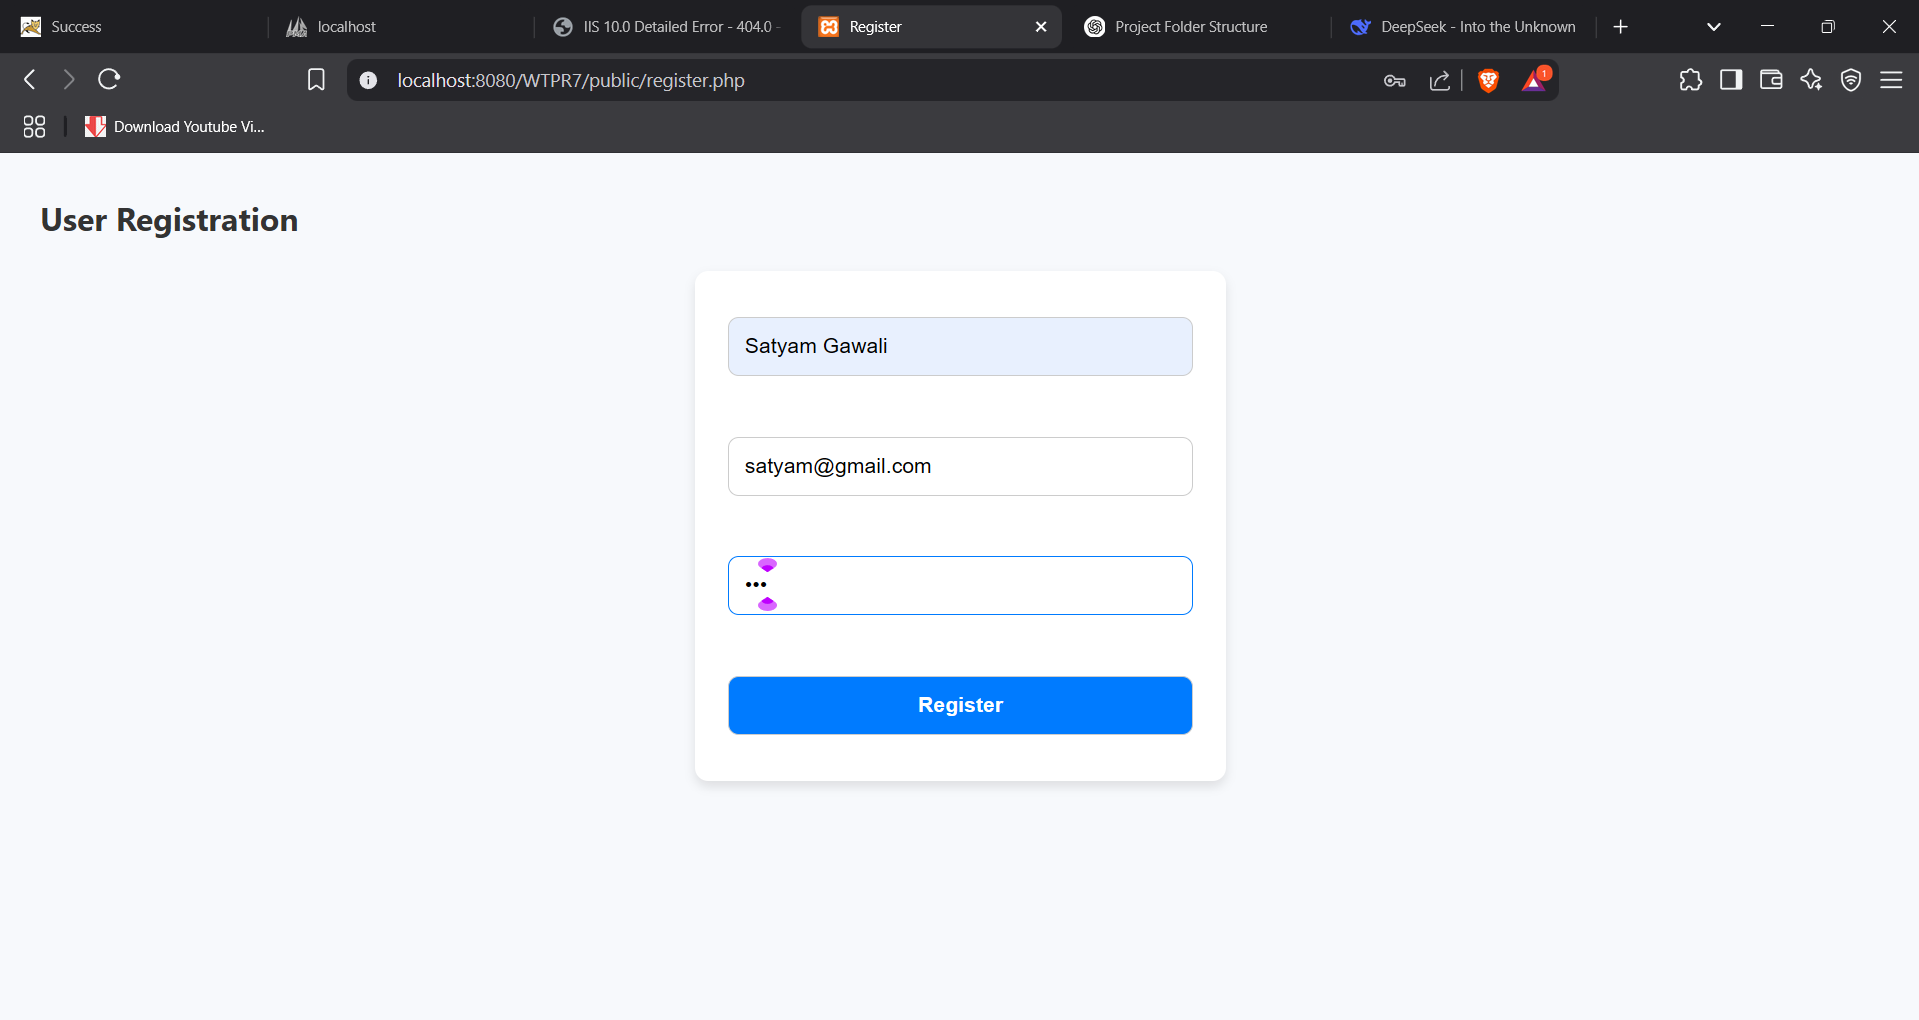 Success
localhost
IIS 10.0 Detailed Error - 404.0 -
Register
Project Folder Structure
DeepSeek - Into the Unknown
localhost:8080/WTPR7/public/register.php
1
Download Youtube Vi...
User Registration
Satyam Gawali
satyam@gmail.com
•••
Register